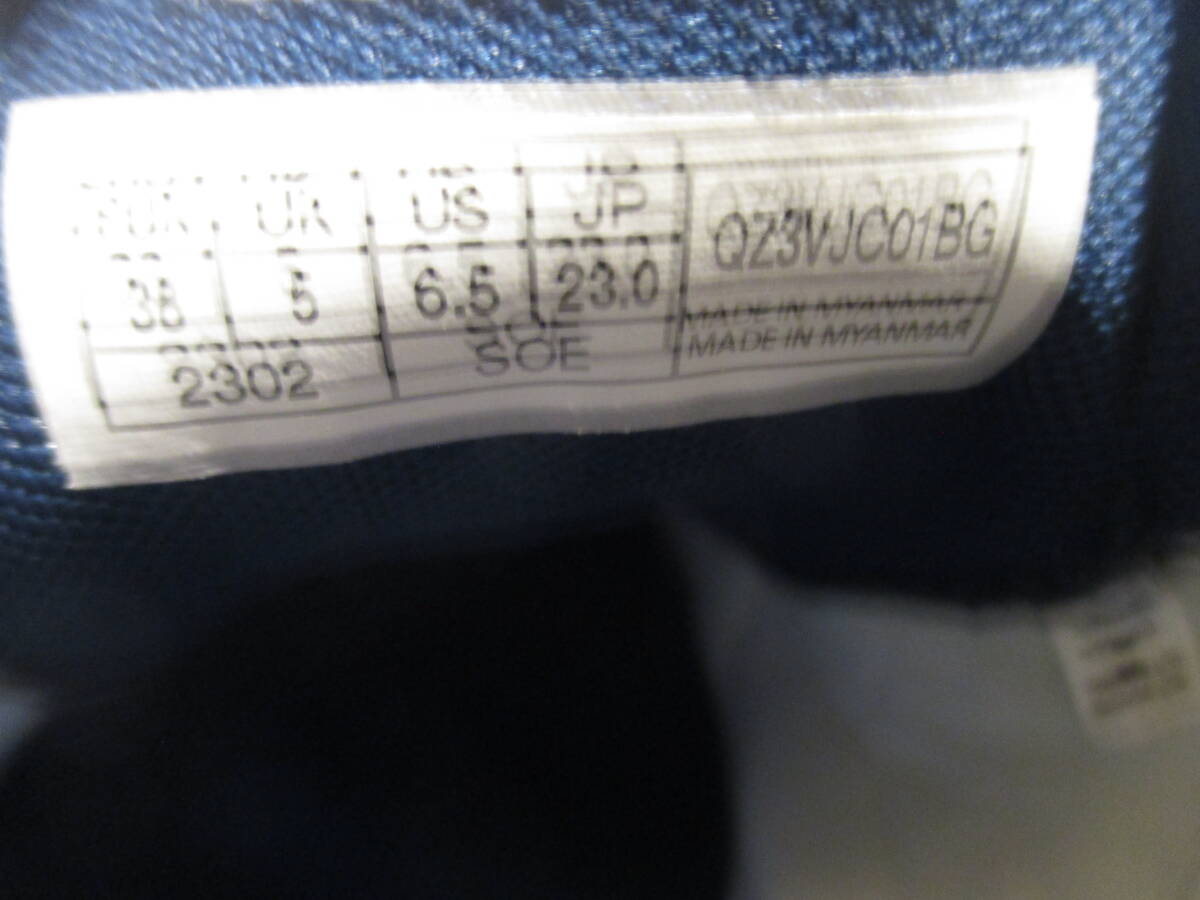 EUR UK US JP QZ3VJC01BG
38 5 6.5 23.0
2302 SOE MADE IN MYANMAR